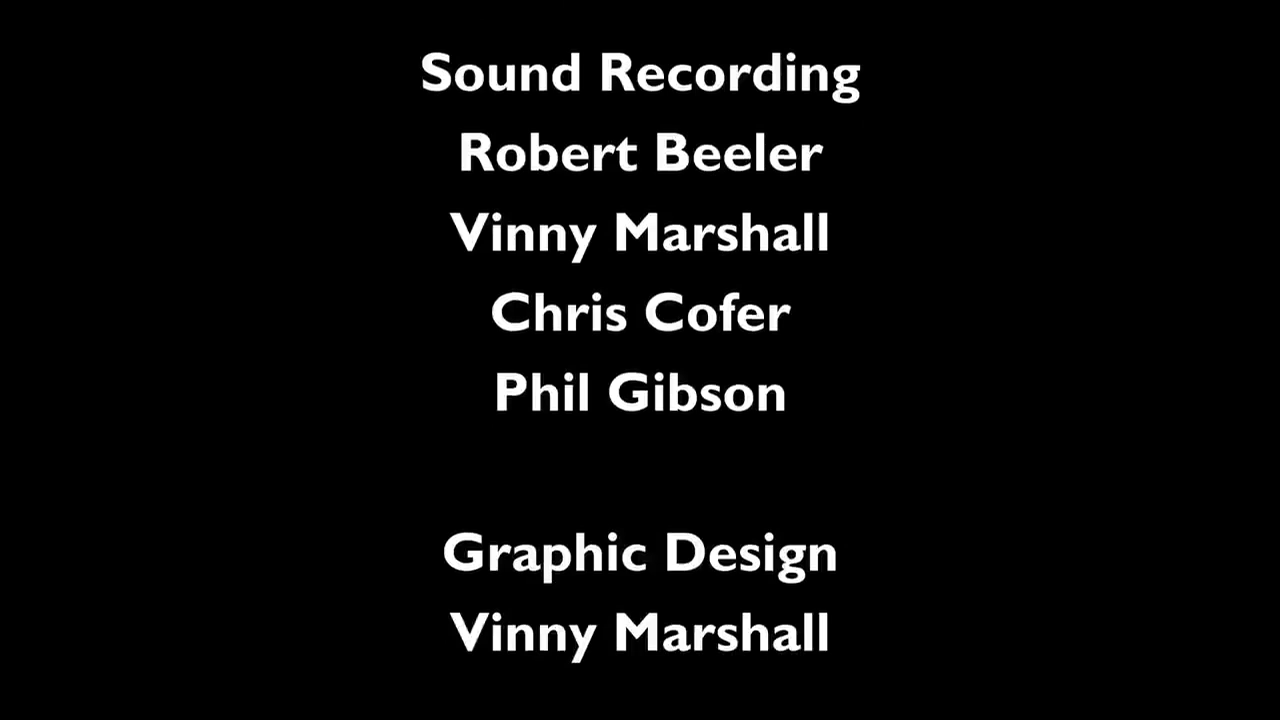 Sound Recording
Robert Beeler
Vinny Marshall
Chris Cofer
Phil Gibson
Graphic Design
Vinny Marshall